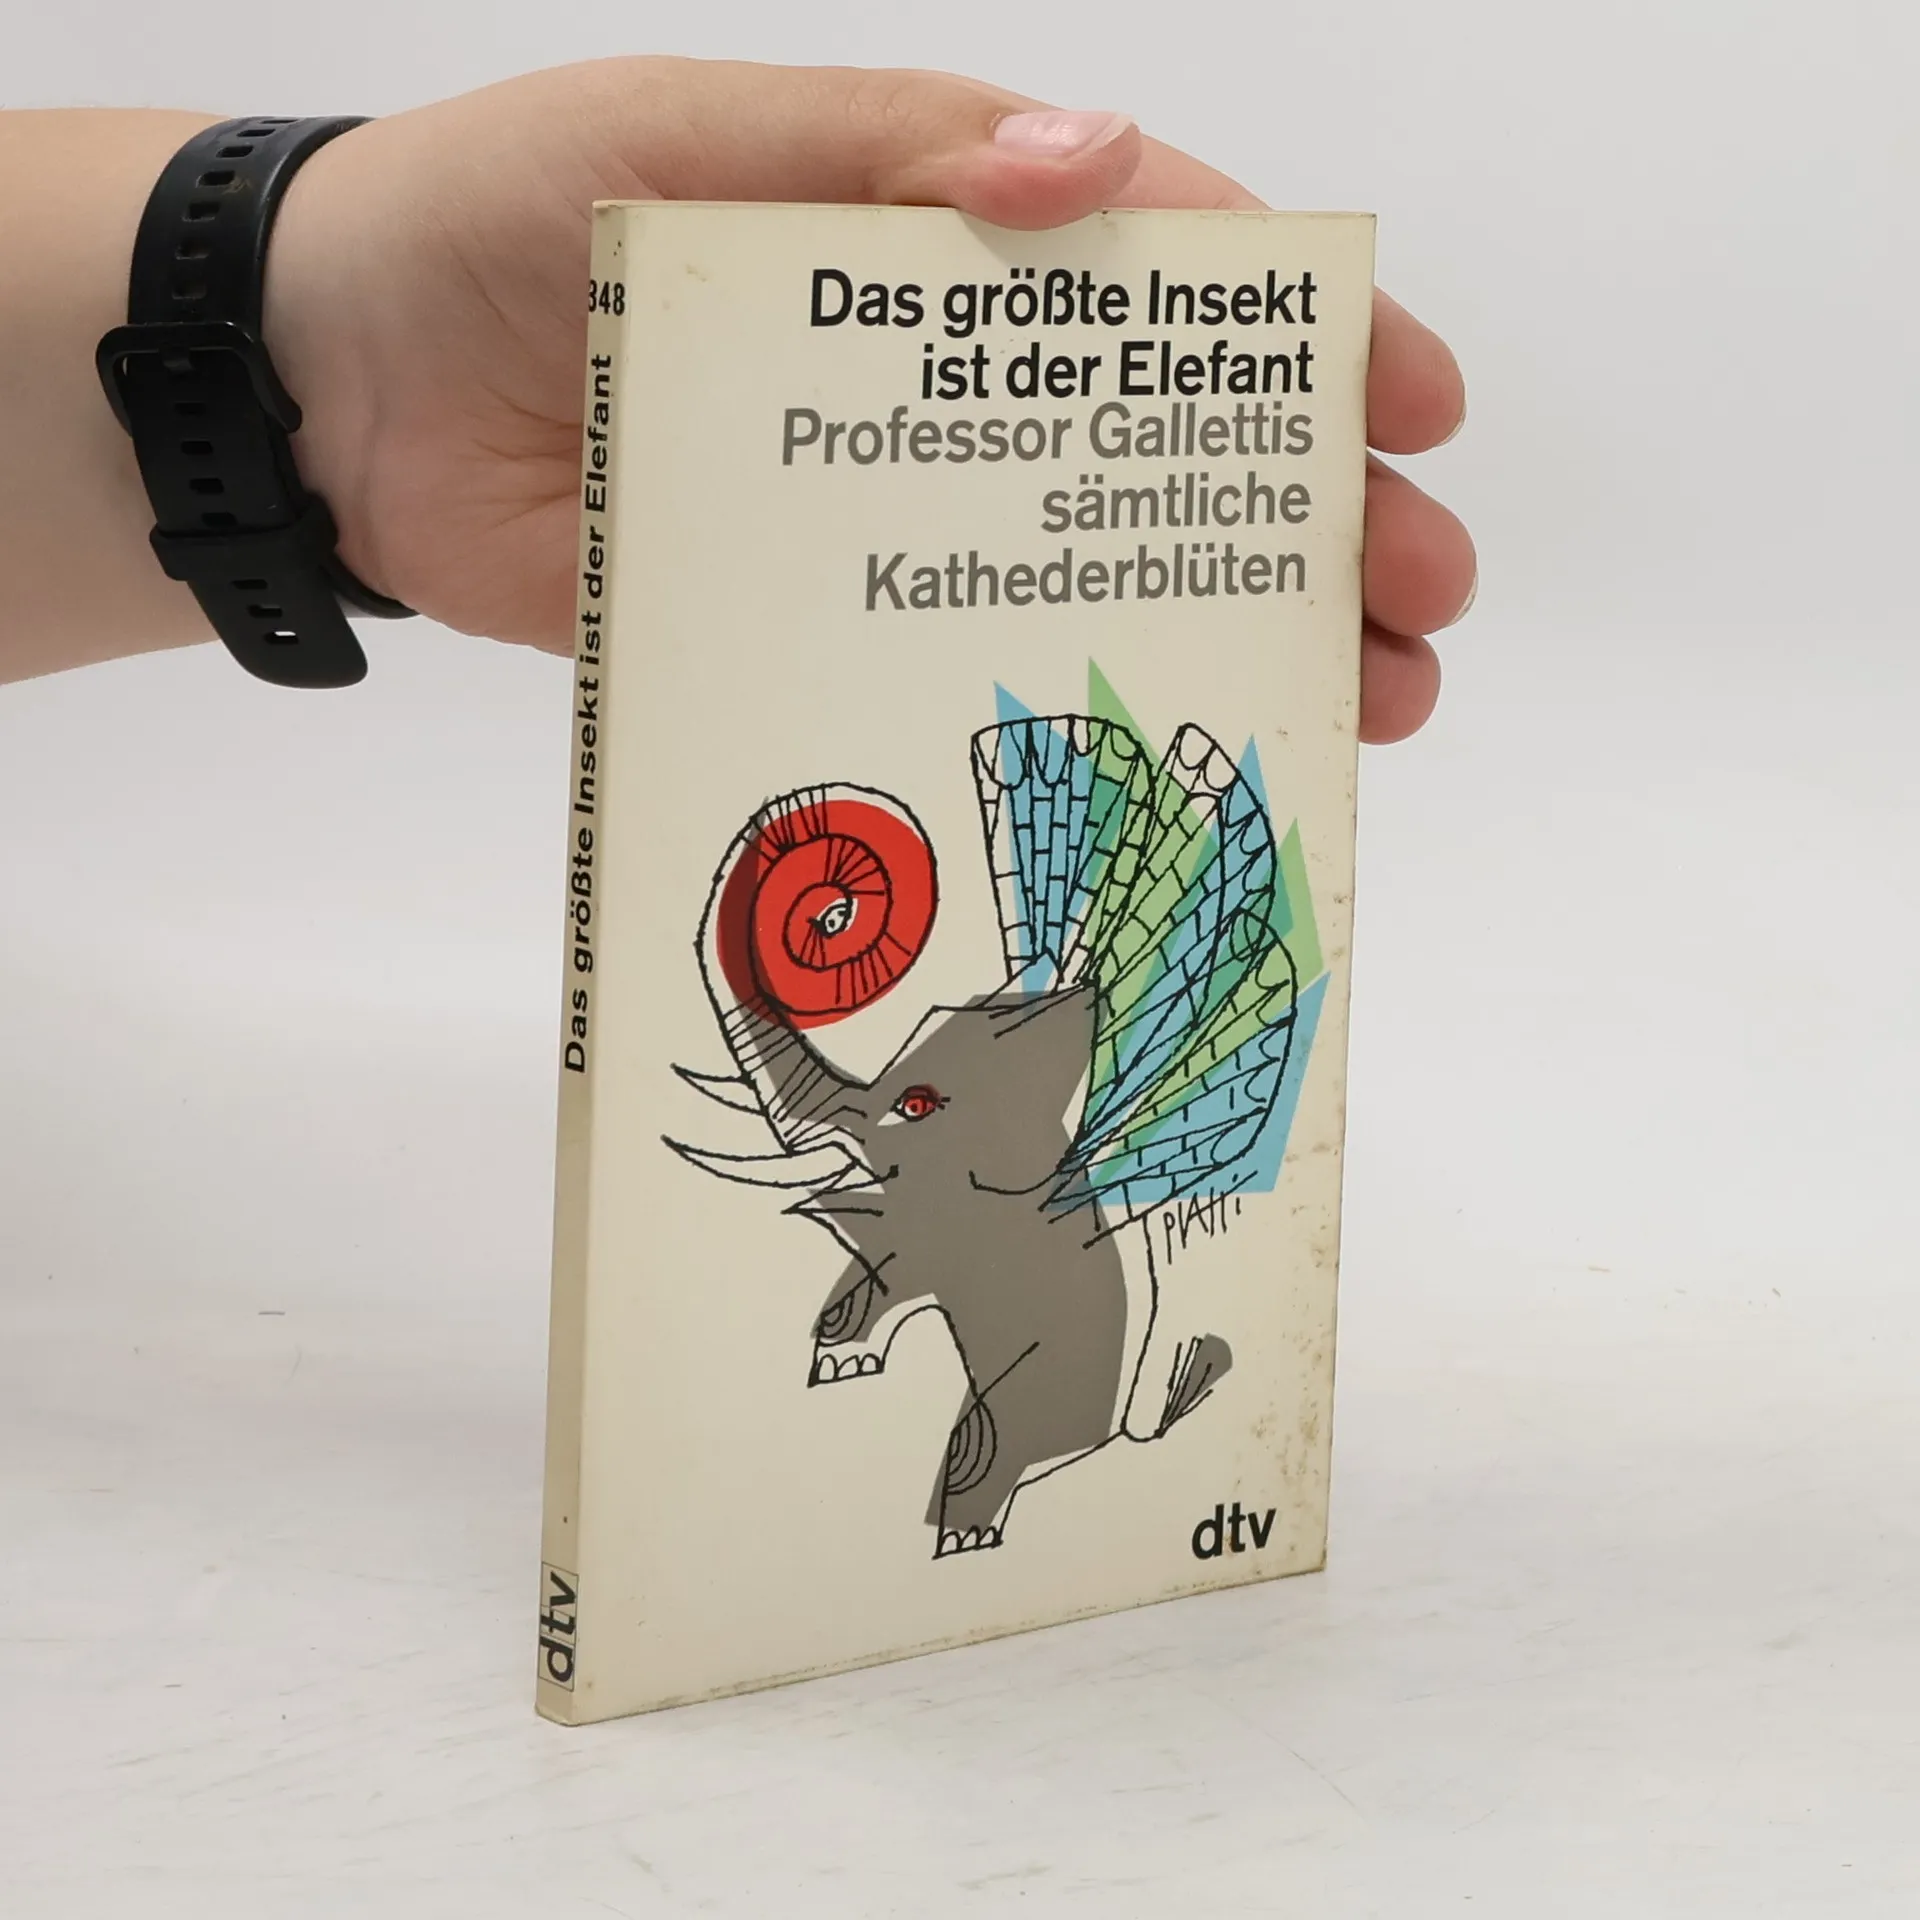 348
Das größte Insekt ist der Elefant
dtv
Das größte Insekt
ist der Elefant
Professor Gallettis
sämtliche
Kathederblüten
PlAtti
dtv